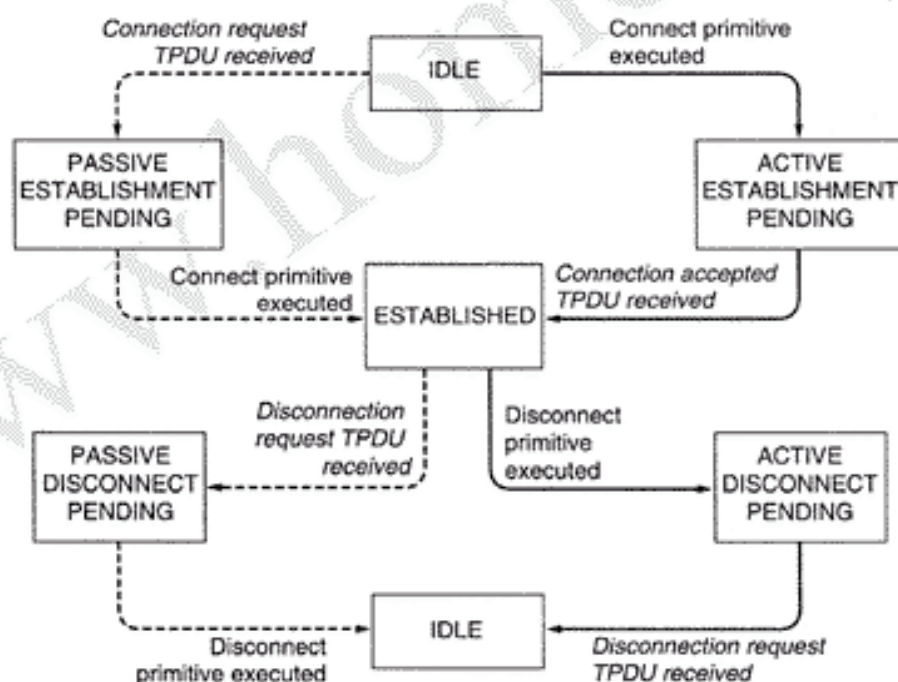 Connection request
TPDU received
IDLE
Connect primitive
executed
PASSIVE
ESTABLISHMENT
PENDING
ACTIVE
ESTABLISHMENT
PENDING
Connect primitive
executed
ESTABLISHED
Connection accepted
TPDU received
Disconnection
request TPDU
received
Disconnect
primitive
executed
PASSIVE
DISCONNECT
PENDING
ACTIVE
DISCONNECT
PENDING
IDLE
Disconnect
primitive executed
Disconnection request
TPDU received
www.hom